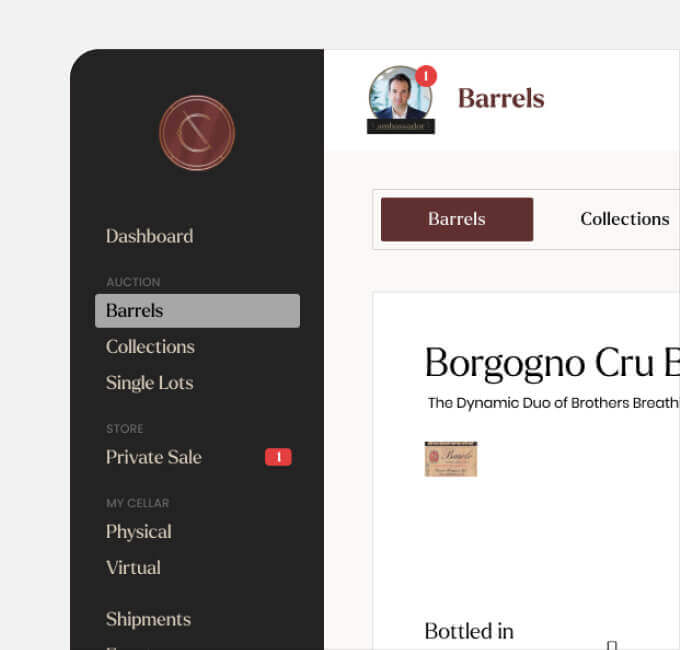 1
Barrels
ambassador
Dashboard
AUCTION
Barrels
Collections
Single Lots
STORE
Private Sale 1
MY CELLAR
Physical
Virtual
Shipments
Barrels Collections
Borgogno Cru B
The Dynamic Duo of Brothers Breath
Barolo
Bottled in